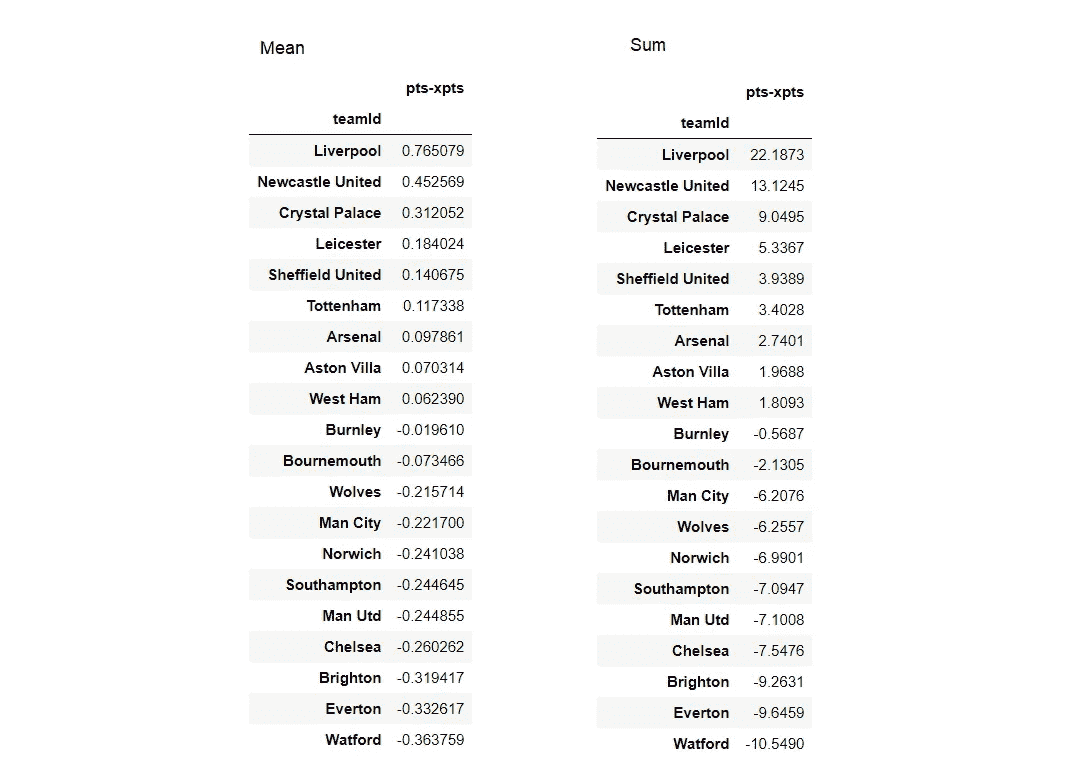 Mean
pts-xpts
teamId
Liverpool 0.765079
Newcastle United 0.452569
Crystal Palace 0.312052
Leicester 0.184024
Sheffield United 0.140675
Tottenham 0.117338
Arsenal 0.097861
Aston Villa 0.070314
West Ham 0.062390
Burnley -0.019610
Bournemouth -0.073466
Wolves -0.215714
Man City -0.221700
Norwich -0.241038
Southampton -0.244645
Man Utd -0.244855
Chelsea -0.260262
Brighton -0.319417
Everton -0.332617
Watford -0.363759
Sum
pts-xpts
teamId
Liverpool 22.1873
Newcastle United 13.1245
Crystal Palace 9.0495
Leicester 5.3367
Sheffield United 3.9389
Tottenham 3.4028
Arsenal 2.7401
Aston Villa 1.9688
West Ham 1.8093
Burnley -0.5687
Bournemouth -2.1305
Man City -6.2076
Wolves -6.2557
Norwich -6.9901
Southampton -7.0947
Man Utd -7.1008
Chelsea -7.5476
Brighton -9.2631
Everton -9.6459
Watford -10.5490